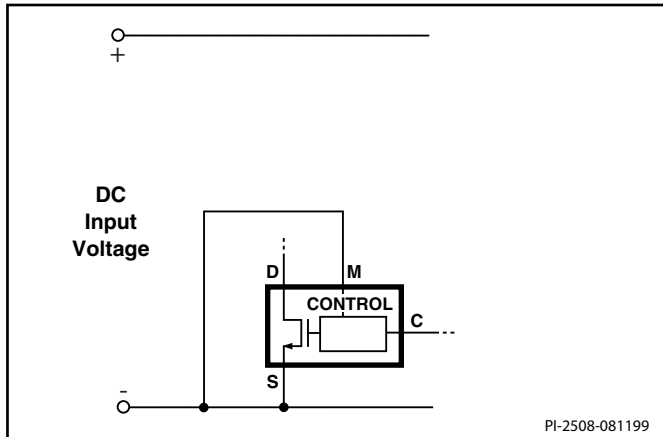 +
DC
Input
Voltage
D M
CONTROL
C
S
-
PI-2508-081199